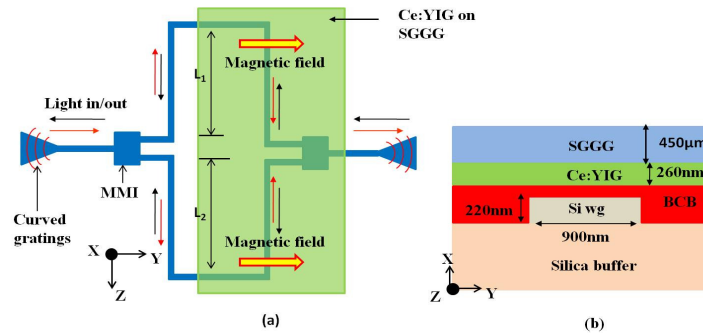 Ce:YIG on
SGGG
Magnetic field
L1
Light in/out
MMI
Curved
gratings
L2
Magnetic field
X
Y
Z
(a)
SGGG
450µm
Ce:YIG
260nm
220nm
Si wg
BCB
900nm
Silica buffer
X
Z
Y
(b)